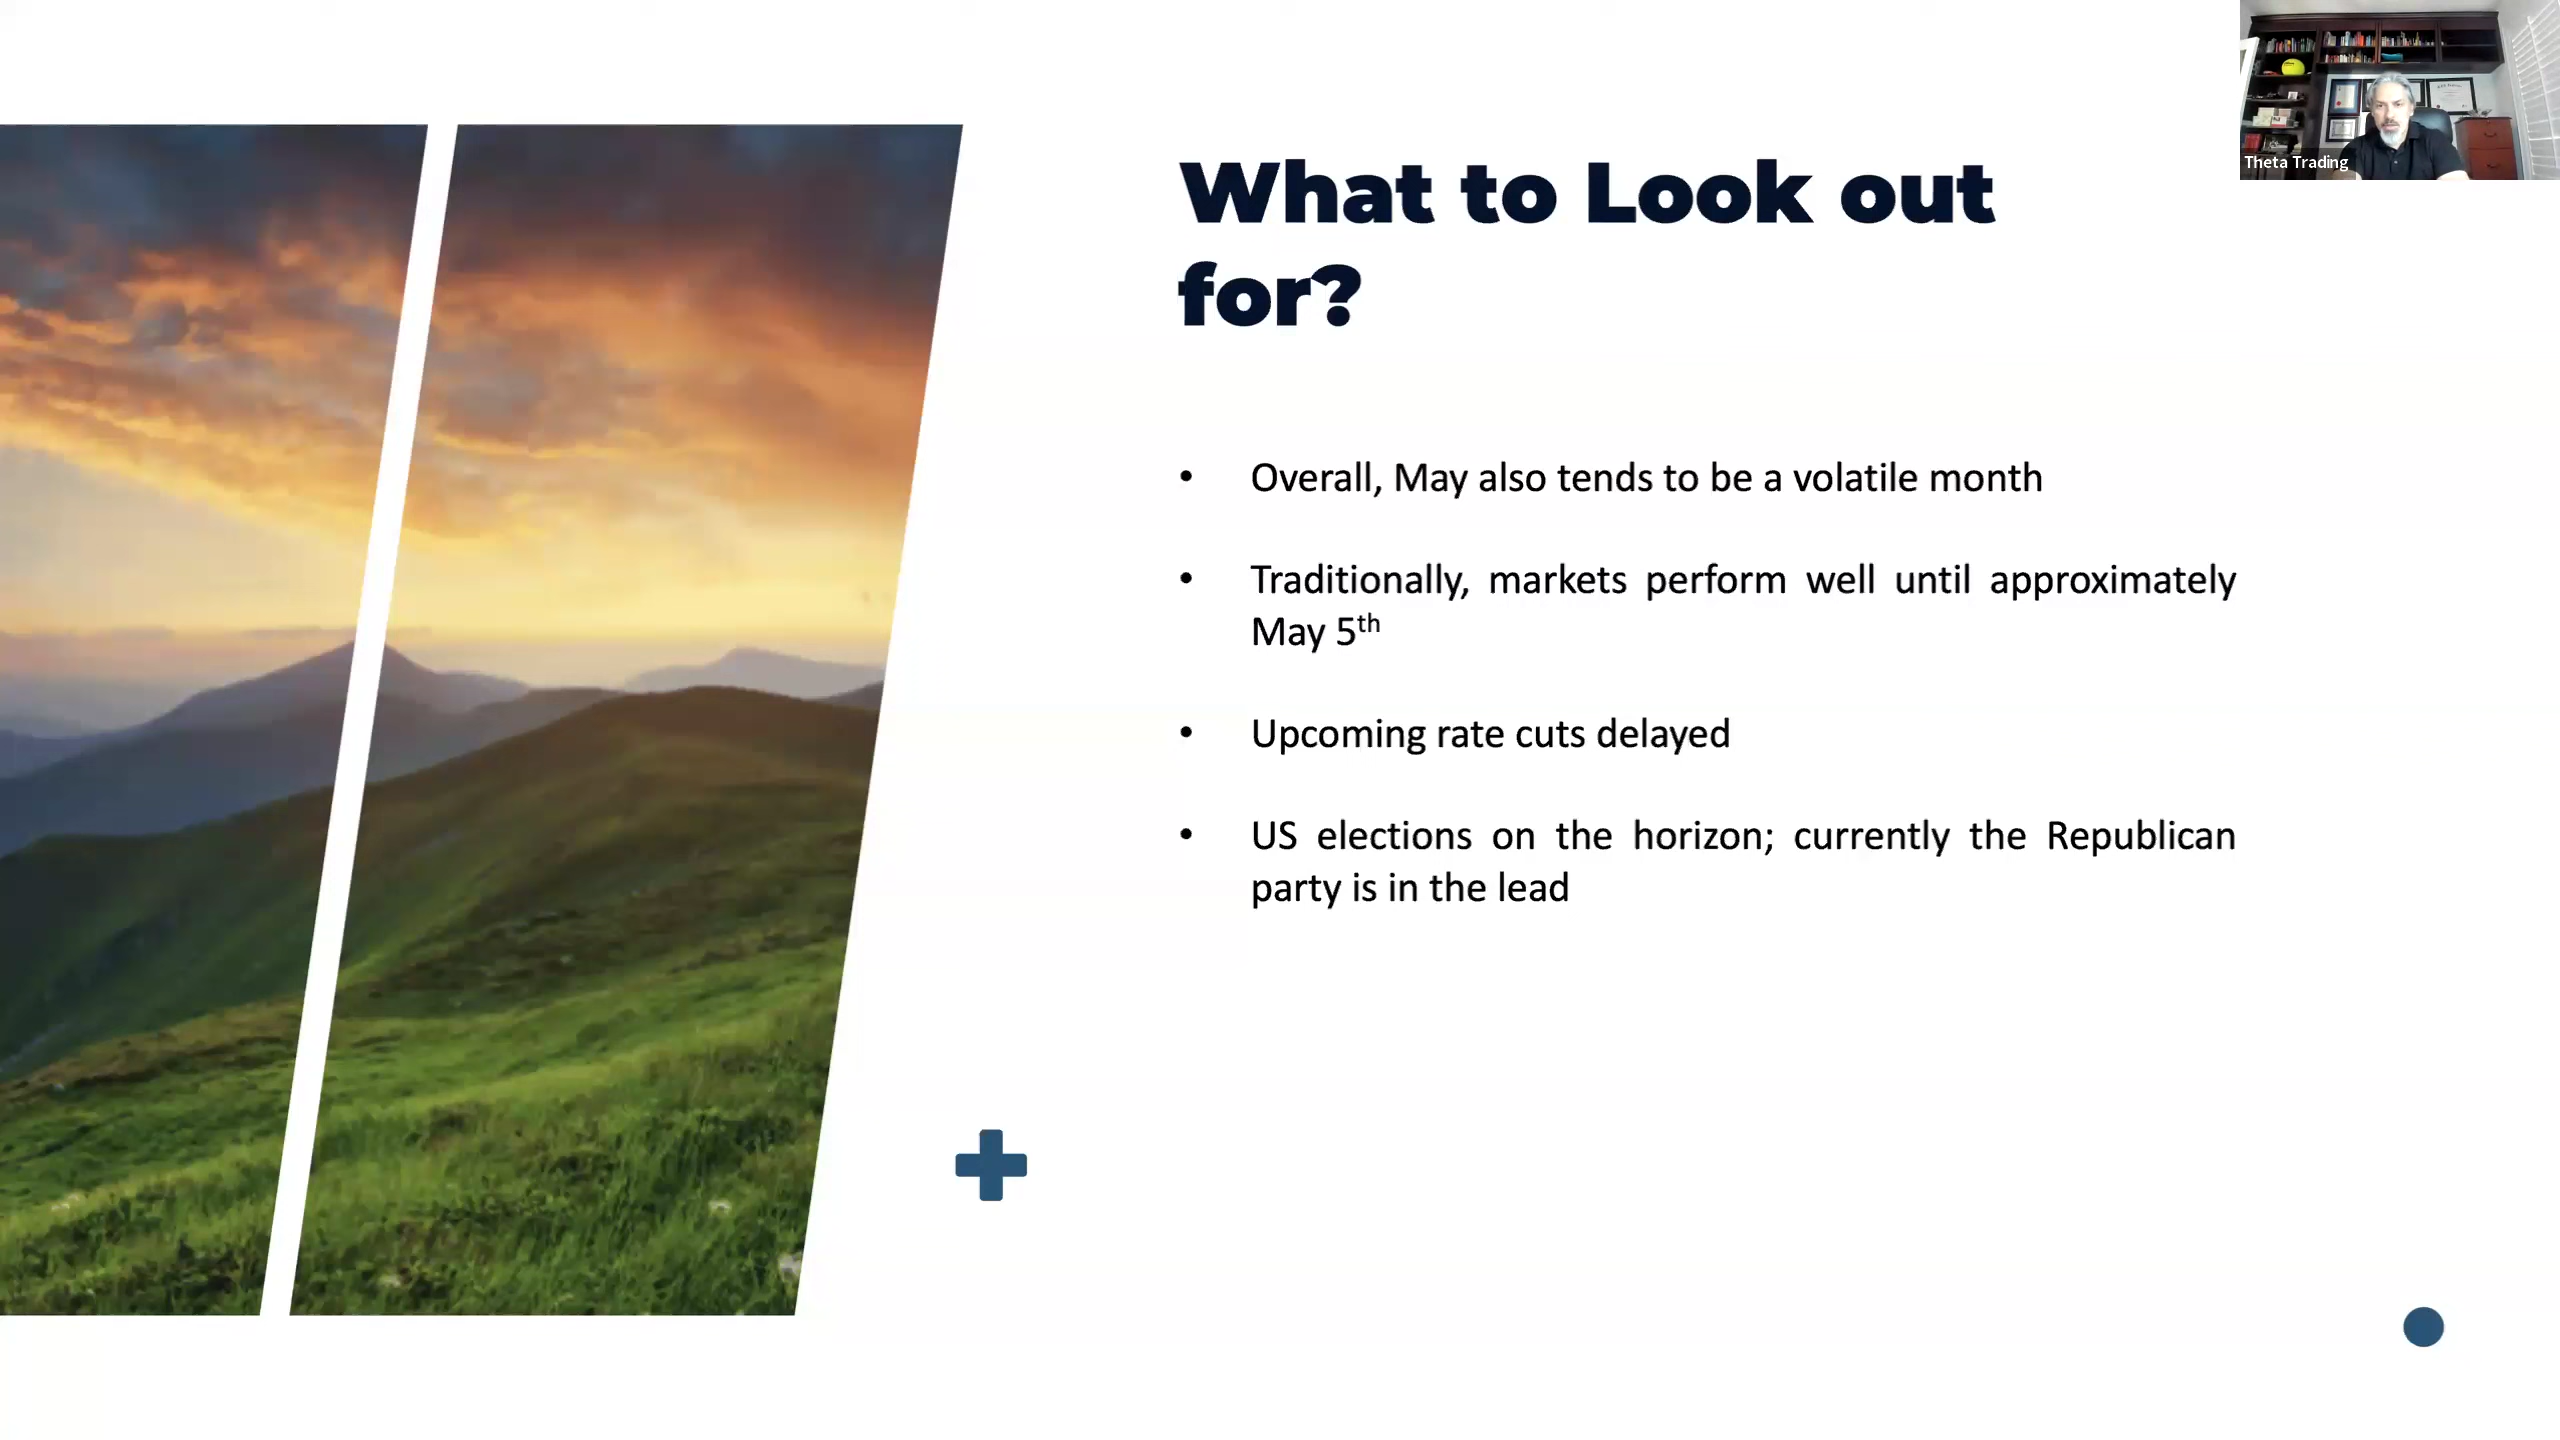 Theta Trading
What to Look out
for?
• Overall, May also tends to be a volatile month
• Traditionally, markets perform well until approximately
May 5th
• Upcoming rate cuts delayed
• US elections on the horizon; currently the Republican
party is in the lead